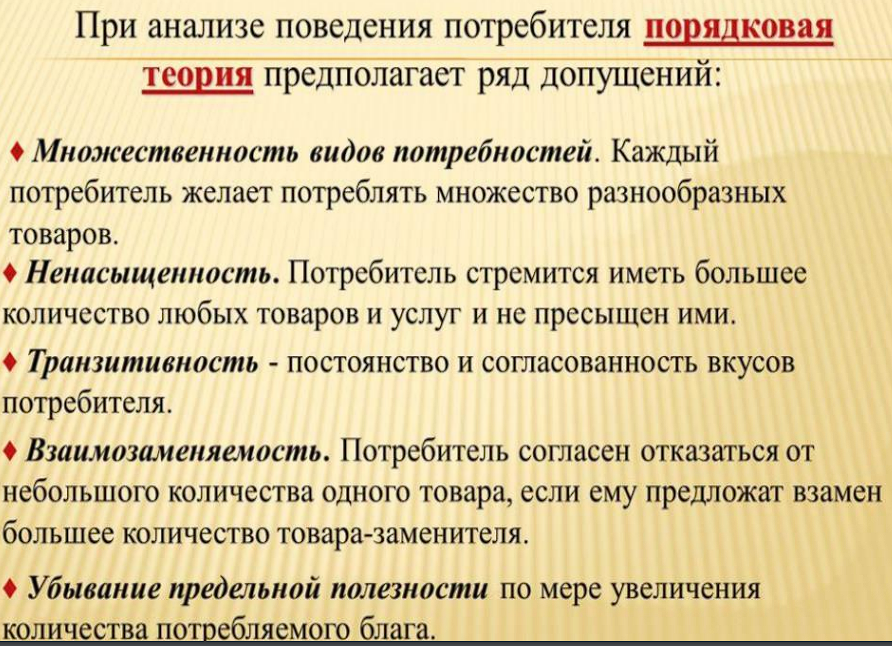 При анализе поведения потребителя порядковая
теория предполагает ряд допущений:
♦ Множественность видов потребностей. Каждый
потребитель желает потреблять множество разнообразных
товаров.
♦ Ненасыщенность. Потребитель стремится иметь большее
количество любых товаров и услуг и не пресыщен ими.
♦ Транзитивность - постоянство и согласованность вкусов
потребителя.
♦ Взаимозаменяемость. Потребитель согласен отказаться от
небольшого количества одного товара, если ему предложат взамен
большее количество товара-заменителя.
♦ Убывание предельной полезности по мере увеличения
количества потребляемого блага.